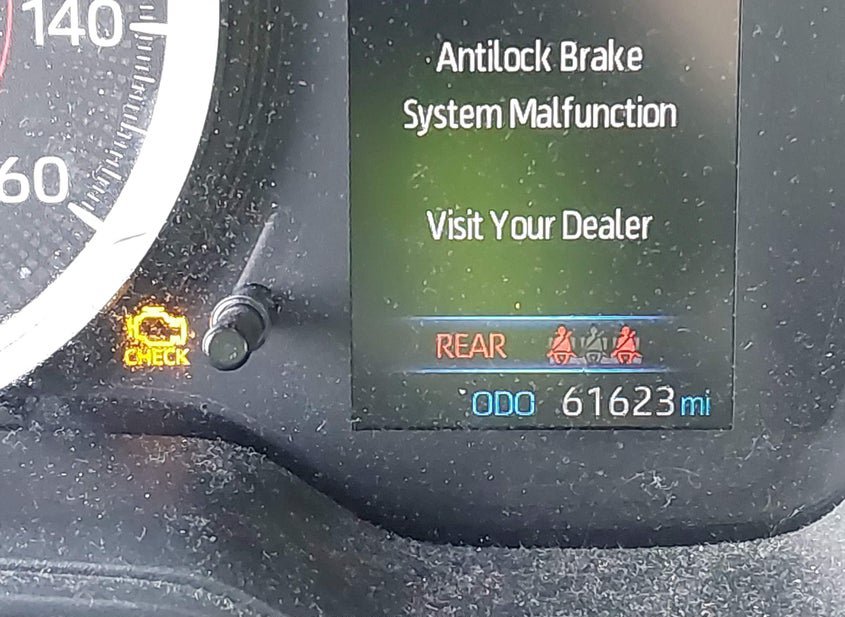 140
60
Antilock Brake
System Malfunction
Visit Your Dealer
CHECK
REAR
ODO 61623 mi